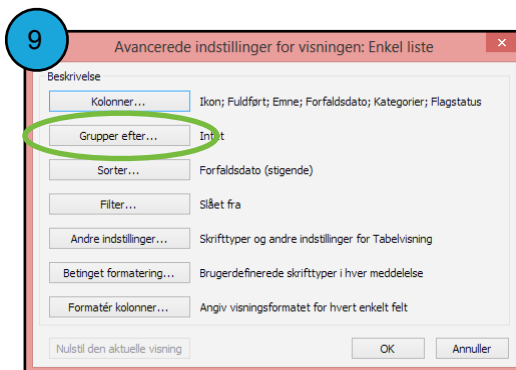 9
Avancerede indstillinger for visningen: Enkel liste
Beskrivelse
Kolonner... Ikon; Fuldført; Emne; Forfaldsdato; Kategorier; Flagstatus
Grupper efter... Intet
Sorter... Forfaldsdato (stigende)
Filter... Slået fra
Andre indstillinger... Skrifttyper og andre indstillinger for Tabelvisning
Betinget formatering... Brugerdefinerede skrifttyper i hver meddelelse
Formatér kolonner... Angiv visningsformatet for hvert enkelt felt
Nulstil den aktuelle visning OK Annuller